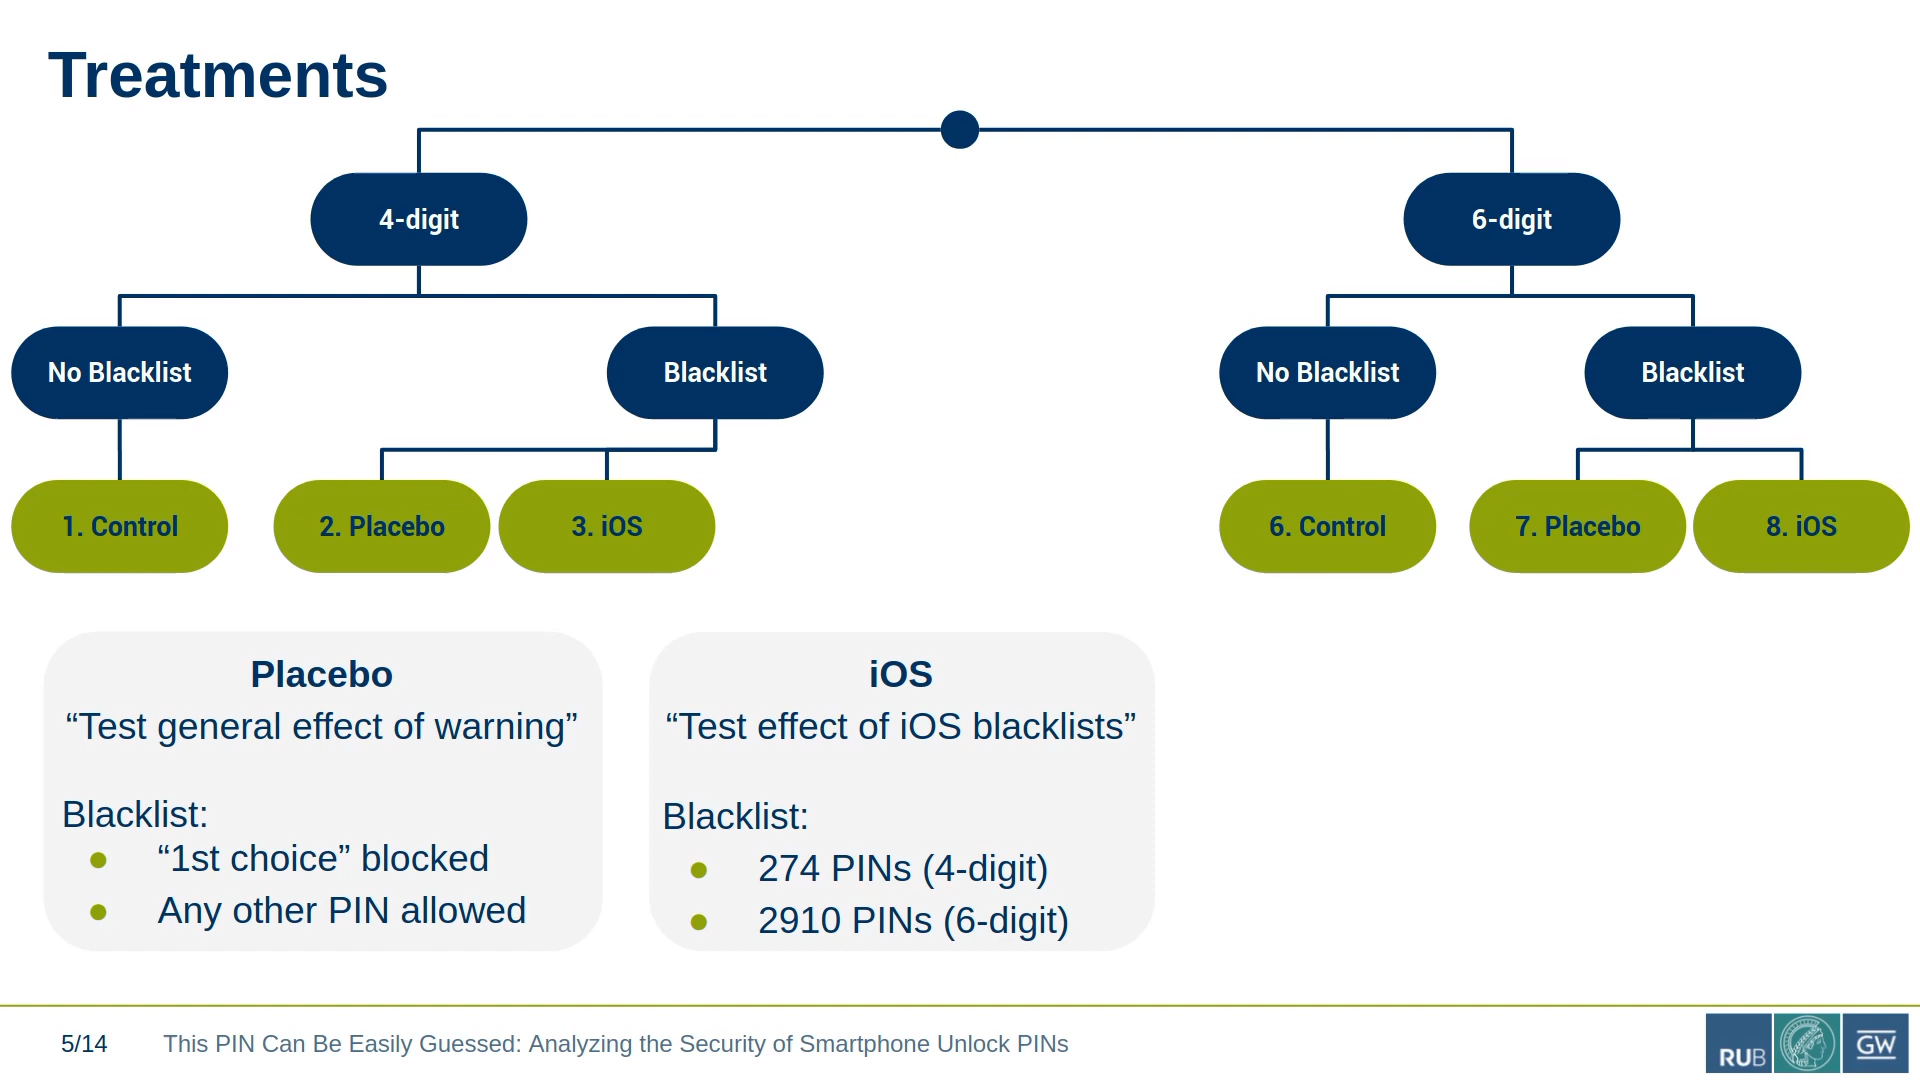 Treatments
4-digit
6-digit
No Blacklist
Blacklist
No Blacklist
Blacklist
1. Control
2. Placebo
3. iOS
6. Control
7. Placebo
8. iOS
Placebo
“Test general effect of warning”
Blacklist:
“1st choice” blocked
Any other PIN allowed
iOS
“Test effect of iOS blacklists”
Blacklist:
274 PINs (4-digit)
2910 PINs (6-digit)
5/14
This PIN Can Be Easily Guessed: Analyzing the Security of Smartphone Unlock PINs
RUB
GW